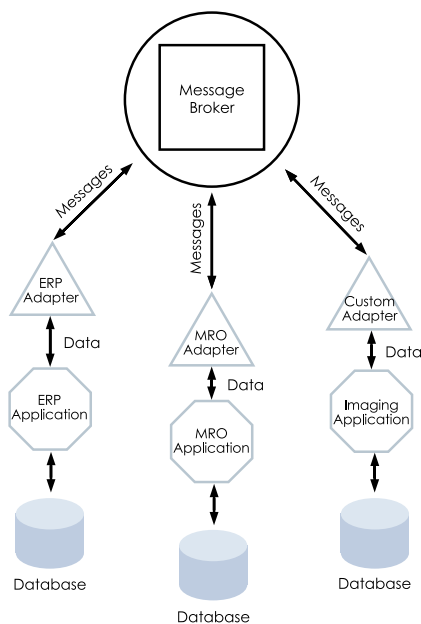 Message
Broker
Messages
Messages
Messages
ERP
Adapter
Data
ERP
Application
Database
MRO
Adapter
Data
MRO
Application
Database
Custom
Adapter
Data
Imaging
Application
Database